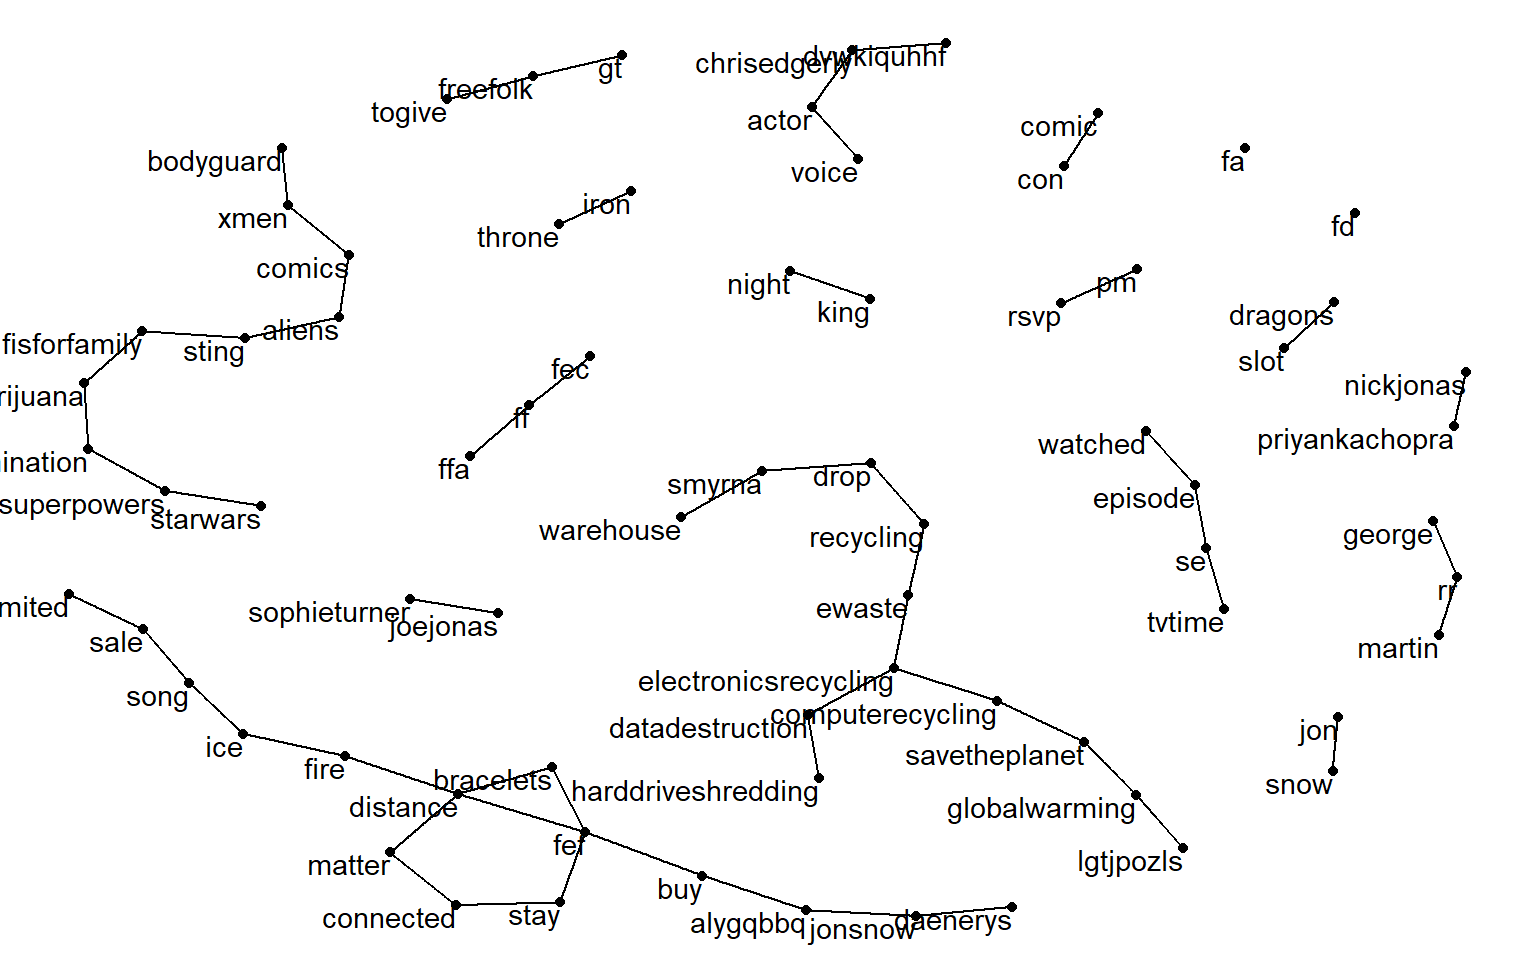 dvwkiquhhf
chrisedgerly
gt
freefolk
togive
actor
comic
bodyguard
voice
con
fa
iron
xmen
throne
fd
comics
night
pm
king
rsvp
dragons
aliens
fisforfamily
sting
slot
fec
nickjonas
rijuana
ff
priyankachopra
watched
ination
ffa
drop
smyrna
episode
superpowers
starwars
warehouse
recycling
george
se
rr
mited
ewaste
sophieturner
joejonas
tvtime
sale
martin
electronicsrecycling
song
computerecycling
datadestruction
jon
ice
savetheplanet
fire
bracelets
snow
harddriveshredding
distance
globalwarming
fef
matter
lgtjpozls
buy
connected
stay
alygqbbq
jonsnow
daenerys